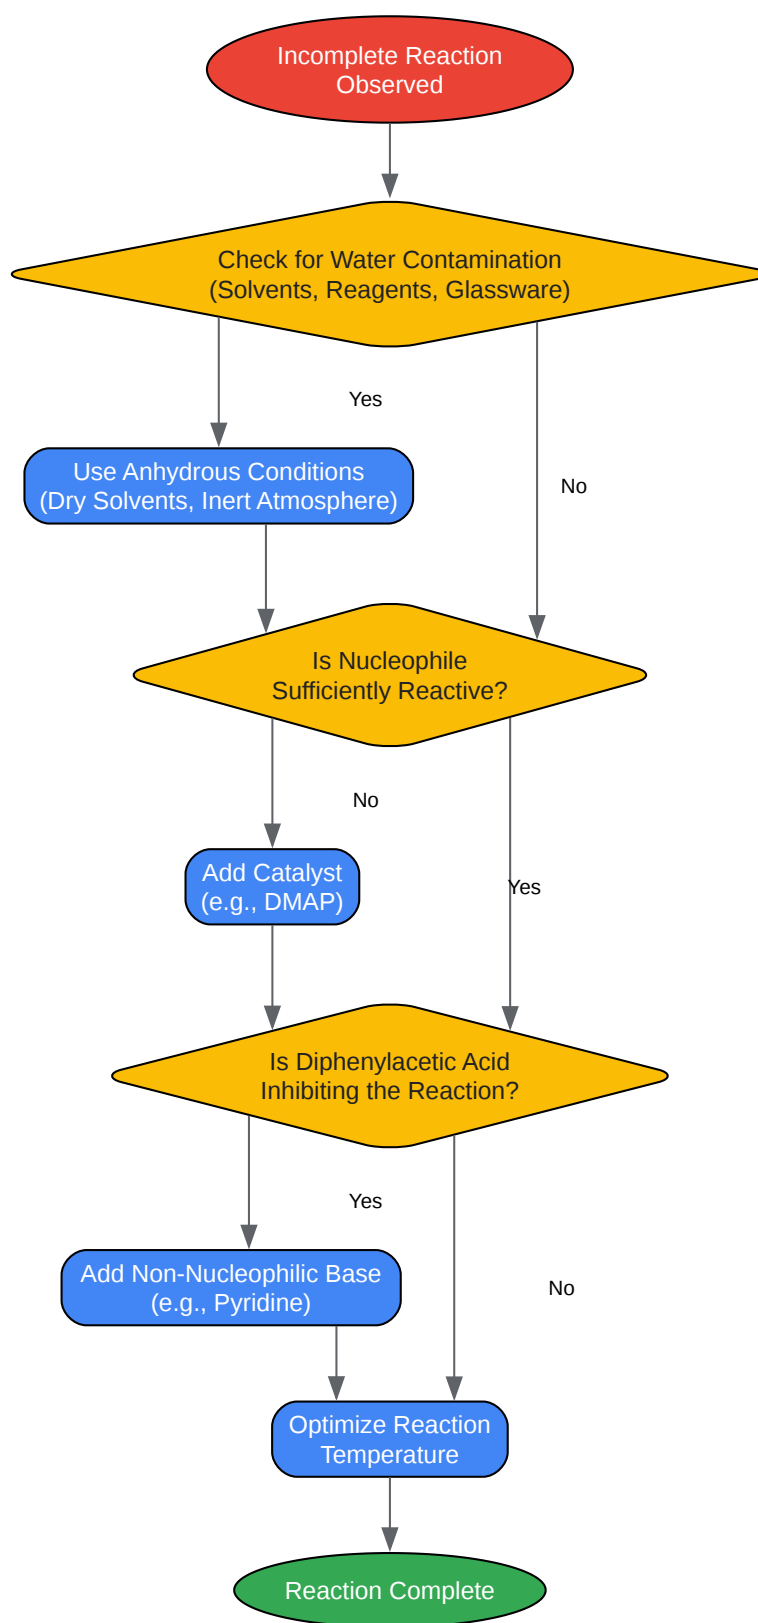 Incomplete Reaction
Observed
Check for Water Contamination
(Solvents, Reagents, Glassware)
Yes
Use Anhydrous Conditions
(Dry Solvents, Inert Atmosphere)
No
Is Nucleophile
Sufficiently Reactive?
No
Add Catalyst
(e.g., DMAP)
Yes
Is Diphenylacetic Acid
Inhibiting the Reaction?
Yes
Add Non-Nucleophilic Base
(e.g., Pyridine)
No
Optimize Reaction
Temperature
Reaction Complete